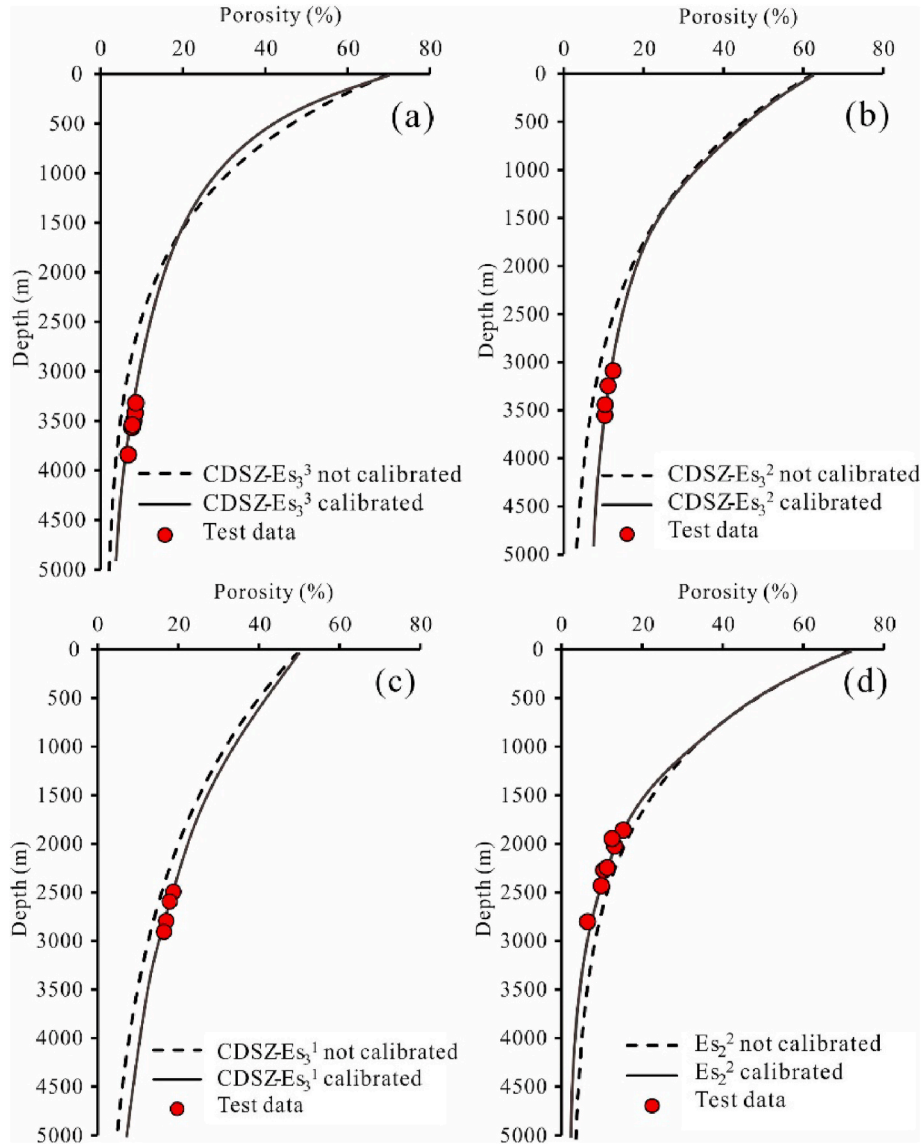 Porosity (%)
0 20 40 60 80
0
500
1000
1500
2000
2500
3000
3500
4000
4500
5000
Depth (m)
(a)
CDSZ-Es₃³ not calibrated
CDSZ-Es₃³ calibrated
Test data
Porosity (%)
0 20 40 60 80
0
500
1000
1500
2000
2500
3000
3500
4000
4500
5000
Depth (m)
(b)
CDSZ-Es₃² not calibrated
CDSZ-Es₃² calibrated
Test data
Porosity (%)
0 20 40 60 80
0
500
1000
1500
2000
2500
3000
3500
4000
4500
5000
Depth (m)
(c)
CDSZ-Es₃¹ not calibrated
CDSZ-Es₃¹ calibrated
Test data
Porosity (%)
0 20 40 60 80
0
500
1000
1500
2000
2500
3000
3500
4000
4500
5000
Depth (m)
(d)
Es₂² not calibrated
Es₂² calibrated
Test data